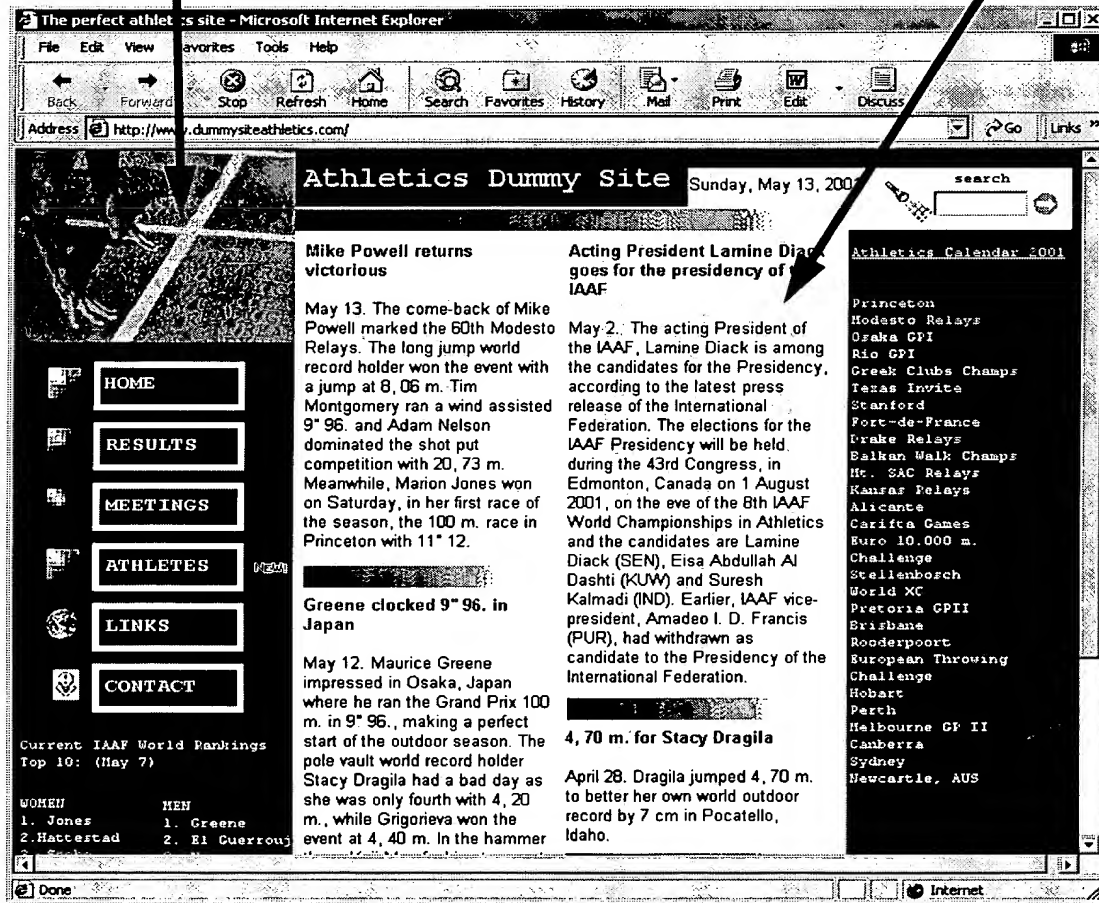 The perfect athletics site - Microsoft Internet Explorer
File Edit View Favorites Tools Help
Back Forward Stop Refresh Home Search Favorites History Mail Print Edit Discuss
Address http://www.dummysiteathletics.com/ Go Links »
Athletics Dummy Site
Sunday, May 13, 2001
search
HOME
RESULTS
MEETINGS
ATHLETES
NEW!
LINKS
CONTACT
Current IAAF World Rankings
Top 10: (May 7)
WOMEN
1. Jones
2.Hattestad
MEN
1. Greene
2. El Guerrouj
Mike Powell returns
victorious
May 13. The come-back of Mike
Powell marked the 60th Modesto
Relays. The long jump world
record holder won the event with
a jump at 8, 06 m. Tim
Montgomery ran a wind assisted
9" 96. and Adam Nelson
dominated the shot put
competition with 20, 73 m.
Meanwhile, Marion Jones won
on Saturday, in her first race of
the season, the 100 m. race in
Princeton with 11" 12.
Greene clocked 9" 96. in
Japan
May 12. Maurice Greene
impressed in Osaka, Japan
where he ran the Grand Prix 100
m. in 9" 96., making a perfect
start of the outdoor season. The
pole vault world record holder
Stacy Dragila had a bad day as
she was only fourth with 4, 20
m., while Grigorieva won the
event at 4, 40 m. In the hammer
Acting President Lamine Diack
goes for the presidency of the
IAAF
May 2. The acting President of
the IAAF, Lamine Diack is among
the candidates for the Presidency,
according to the latest press
release of the International
Federation. The elections for the
IAAF Presidency will be held
during the 43rd Congress, in
Edmonton, Canada on 1 August
2001, on the eve of the 8th IAAF
World Championships in Athletics
and the candidates are Lamine
Diack (SEN), Eisa Abdullah Al
Dashti (KUW) and Suresh
Kalmadi (IND). Earlier, IAAF vice-
president, Amadeo I. D. Francis
(PUR), had withdrawn as
candidate to the Presidency of the
International Federation.
4, 70 m. for Stacy Dragila
April 28. Dragila jumped 4, 70 m.
to better her own world outdoor
record by 7 cm in Pocatello,
Idaho.
Athletics Calendar 2001
Princeton
Modesto Relays
Osaka GPI
Rio GPI
Greek Clubs Champs
Texas Invite
Stanford
Fort-de-France
Drake Relays
Balkan Walk Champs
Mt. SAC Relays
Kansas Relays
Alicante
Carifta Games
Euro 10.000 m.
Challenge
Stellenbosch
World XC
Pretoria GPII
Brisbane
Rooderpoort
European Throwing
Challenge
Hobart
Perth
Melbourne GP II
Canberra
Sydney
Newcastle, AUS
Done
Internet